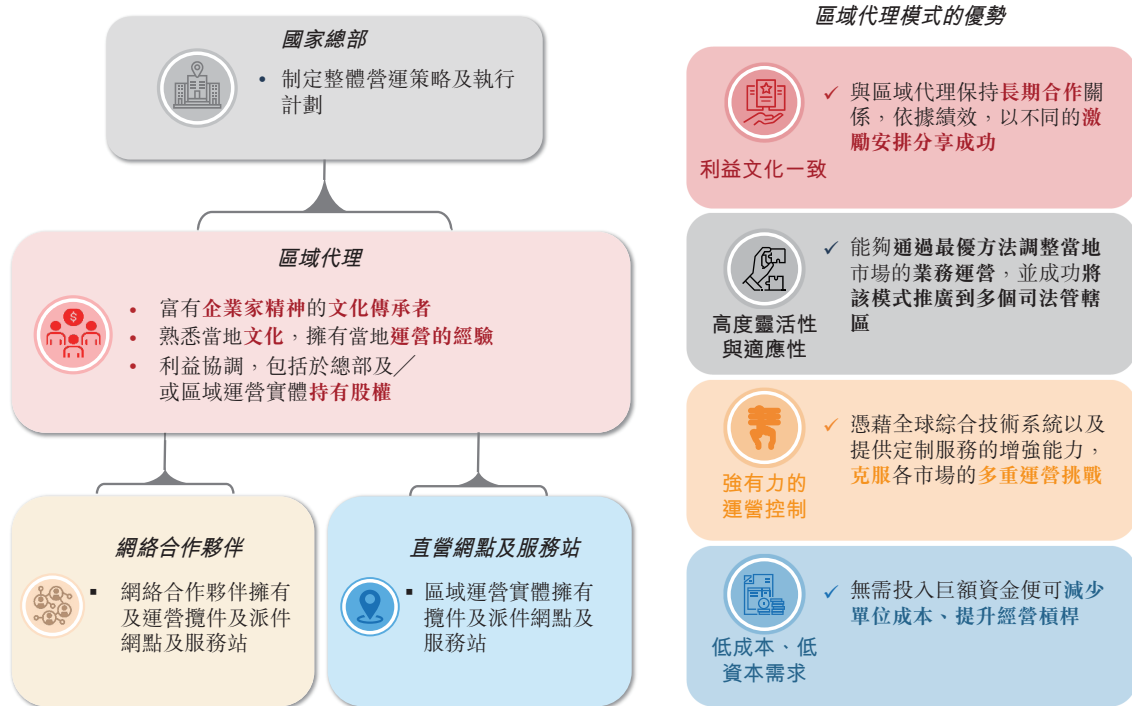 國家總部
• 制定整體營運策略及執行
計劃
區域代理
• 富有企業家精神的文化傳承者
• 熟悉當地文化，擁有當地運營的經驗
• 利益協調，包括於總部及／
或區域運營實體持有股權
網絡合作夥伴
▪ 網絡合作夥伴擁有
及運營攬件及派件
網點及服務站
直營網點及服務站
▪ 區域運營實體擁有
攬件及派件網點及
服務站
區域代理模式的優勢
利益文化一致
✓ 與區域代理保持長期合作關
係，依據績效，以不同的激
勵安排分享成功
高度靈活性
與適應性
✓ 能夠通過最優方法調整當地
市場的業務運營，並成功將
該模式推廣到多個司法管轄
區
強有力的
運營控制
✓ 憑藉全球綜合技術系統以及
提供定制服務的增強能力，
克服各市場的多重運營挑戰
低成本、低
資本需求
✓ 無需投入巨額資金便可減少
單位成本、提升經營槓桿